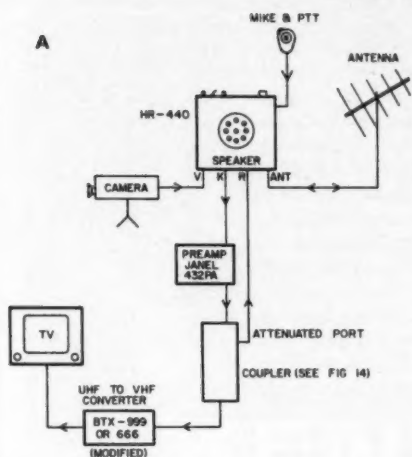 A
MIKE & PTT
ANTENNA
HR-440
SPEAKER
V K R ANT
CAMERA
PREAMP
JANEL
432PA
TV
ATTENUATED PORT
COUPLER (SEE FIG 14)
UHF TO VHF
CONVERTER
BTX-999
OR 666
(MODIFIED)